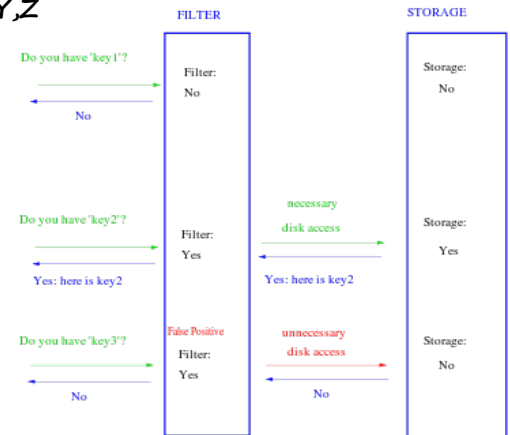 Y,Z
FILTER
STORAGE
Do you have 'key1'?
Filter:
No
No
Storage:
No
Do you have 'key2'?
Filter:
Yes
Yes: here is key2
necessary
disk access
Yes: here is key2
Storage:
Yes
Do you have 'key3'?
False Positive
Filter:
Yes
No
unnecessary
disk access
No
Storage:
No